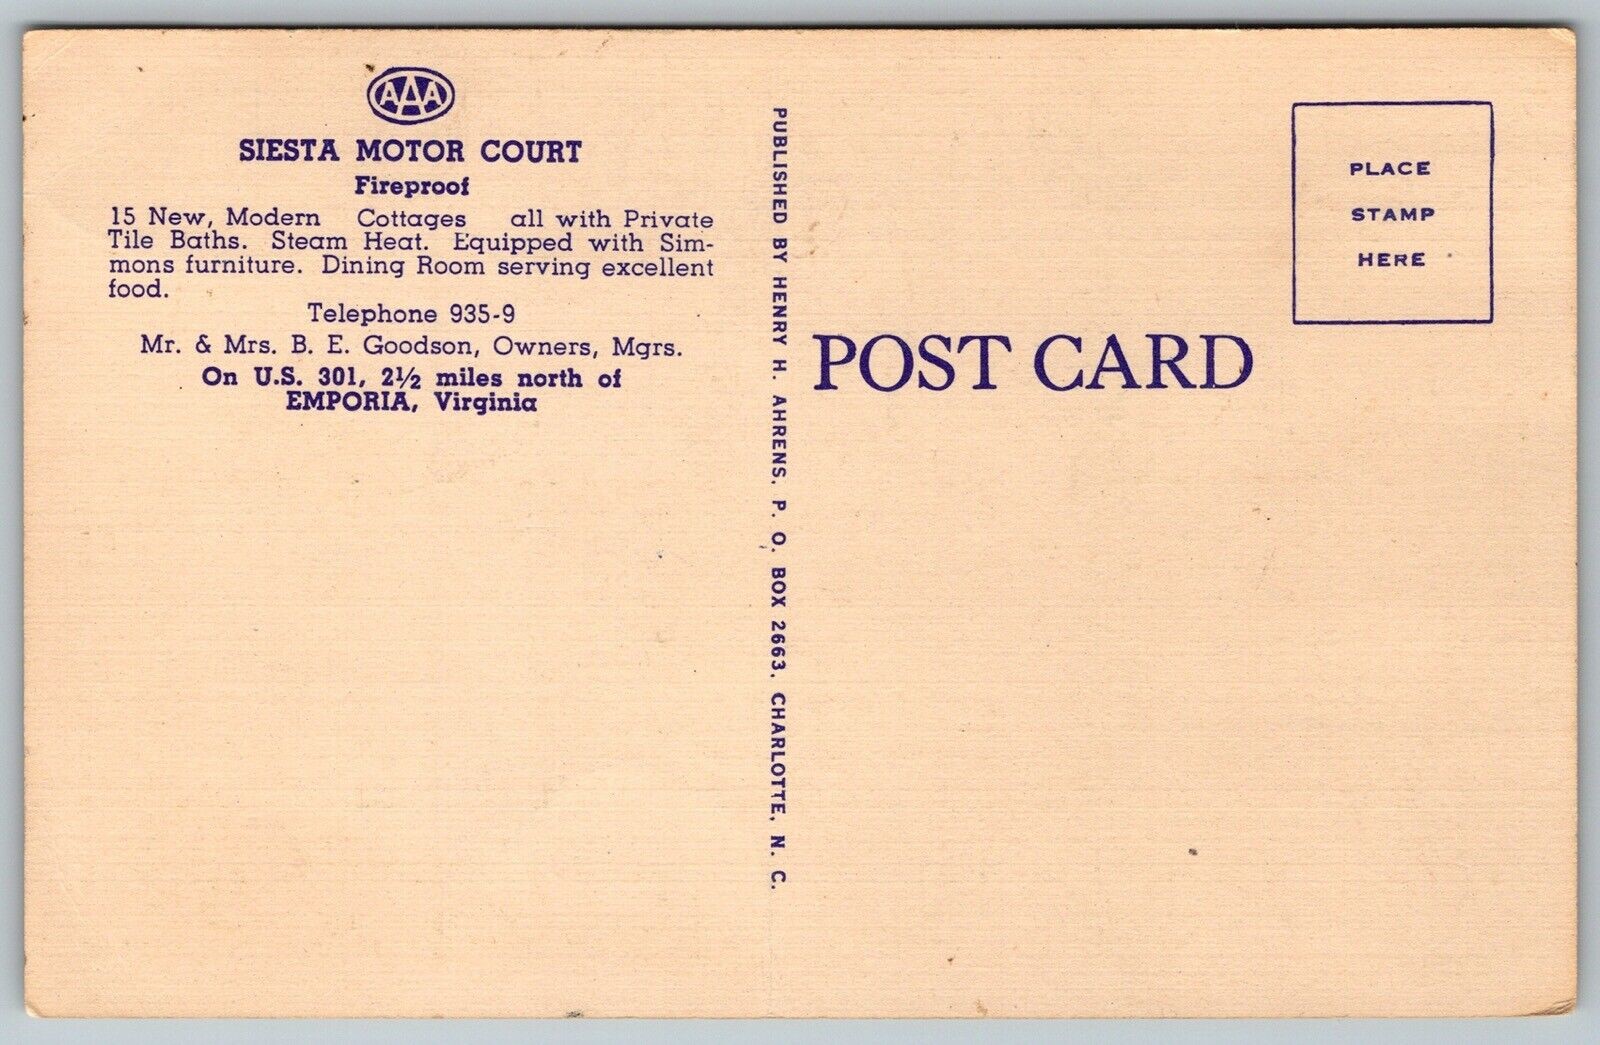 AAA
SIESTA MOTOR COURT
Fireproof
15 New, Modern Cottages all with Private
Tile Baths. Steam Heat. Equipped with Sim-
mons furniture. Dining Room serving excellent
food.
Telephone 935-9
Mr. & Mrs. B. E. Goodson, Owners, Mgrs.
On U.S. 301, 2½ miles north of
EMPORIA, Virginia
PUBLISHED BY HENRY H. AHRENS, P. O. BOX 2663, CHARLOTTE, N. C.
POST CARD
PLACE
STAMP
HERE